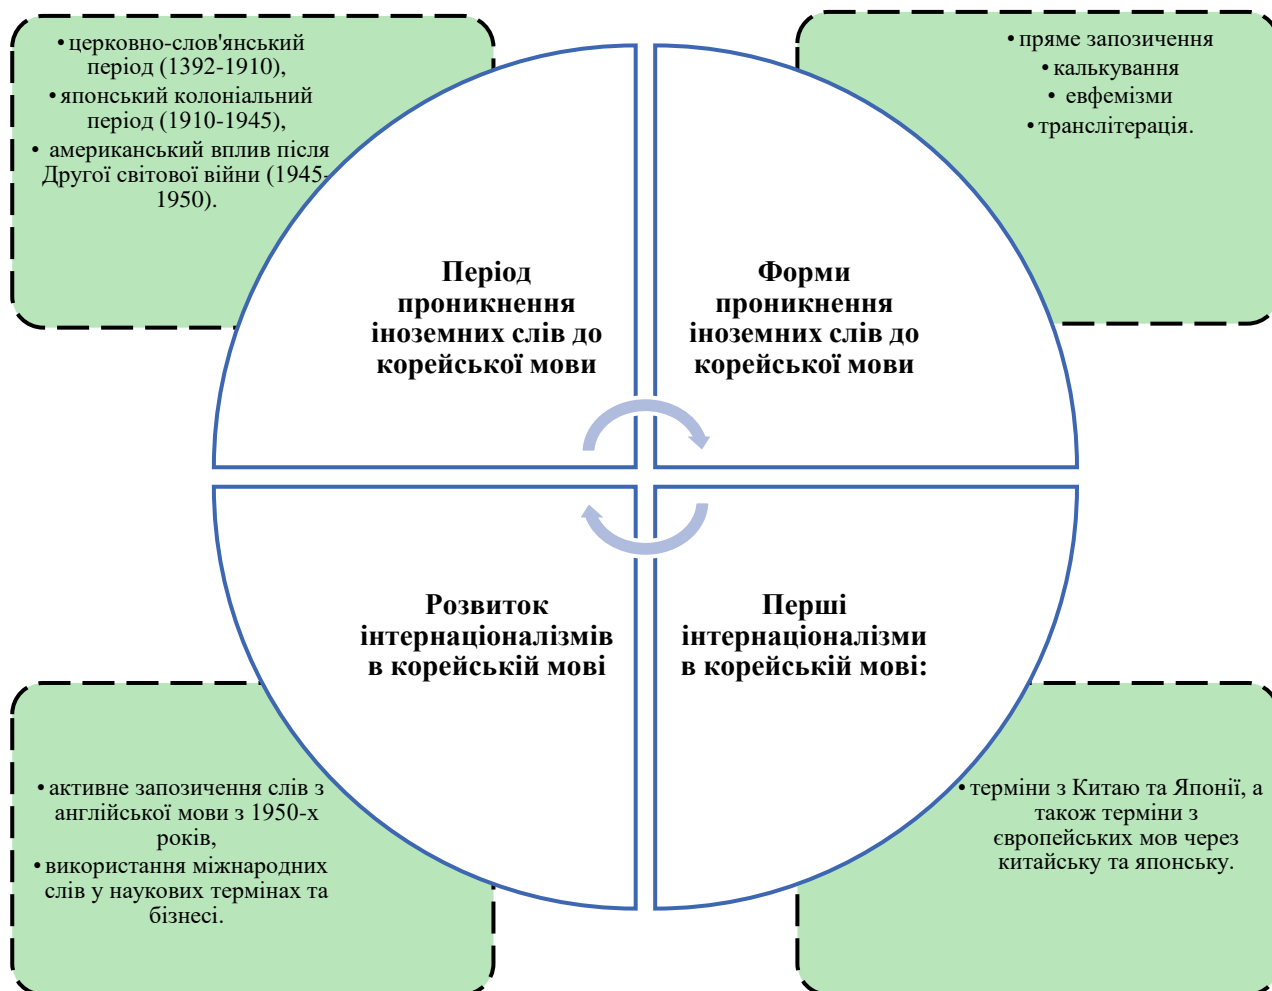 • церковно-слов'янський
період (1392-1910),
• японський колоніальний
період (1910-1945),
• американський вплив після
Другої світової війни (1945-
1950).
• пряме запозичення
• калькування
• евфемізми
• транслітерація.
Період
проникнення
іноземних слів до
корейської мови
Форми
проникнення
іноземних слів до
корейської мови
Розвиток
інтернаціоналізмів
в корейській мові
Перші
інтернаціоналізми
в корейській мові:
• активне запозичення слів з
англійської мови з 1950-х
років,
• використання міжнародних
слів у наукових термінах та
бізнесі.
• терміни з Китаю та Японії, а
також терміни з
європейських мов через
китайську та японську.